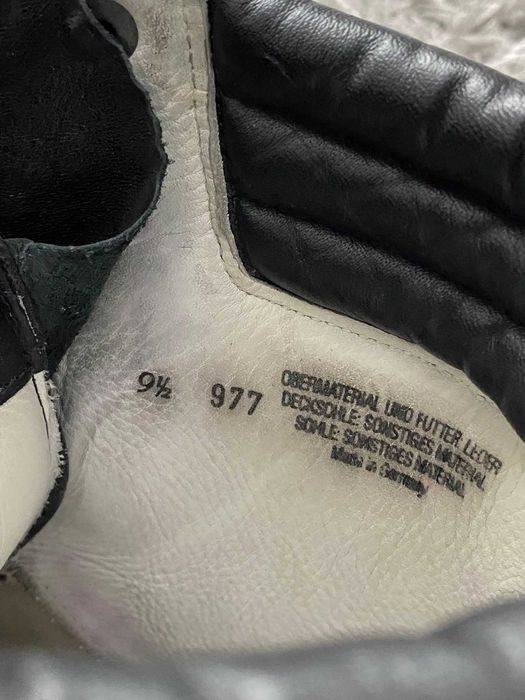 9½ 977
OBERMATERIAL UND FUTTER: LEDER
DECKSOHLE: SONSTIGES MATERIAL
SOHLE: SONSTIGES MATERIAL
Made in Germany